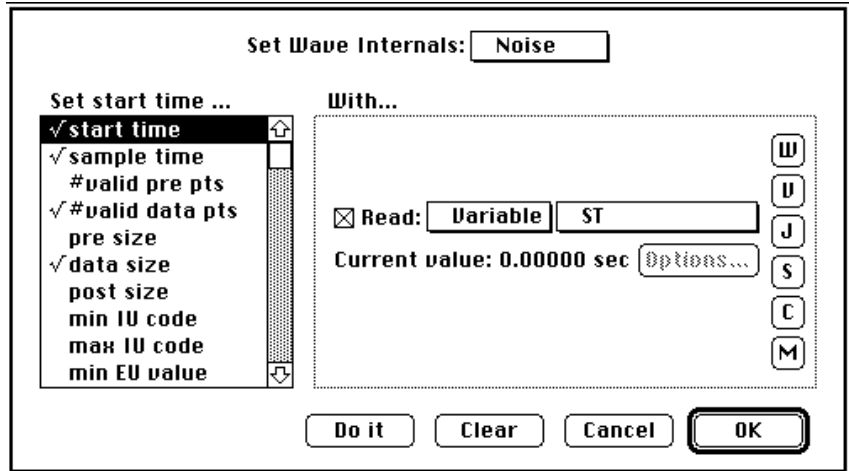 Set Wave Internals: Noise
Set start time ...
With...
√ start time
√ sample time
#valid pre pts
√ #valid data pts
pre size
√ data size
post size
min IU code
max IU code
min EU value
Read: Variable ST
Current value: 0.00000 sec Options...
W
V
J
S
C
M
Do it Clear Cancel OK